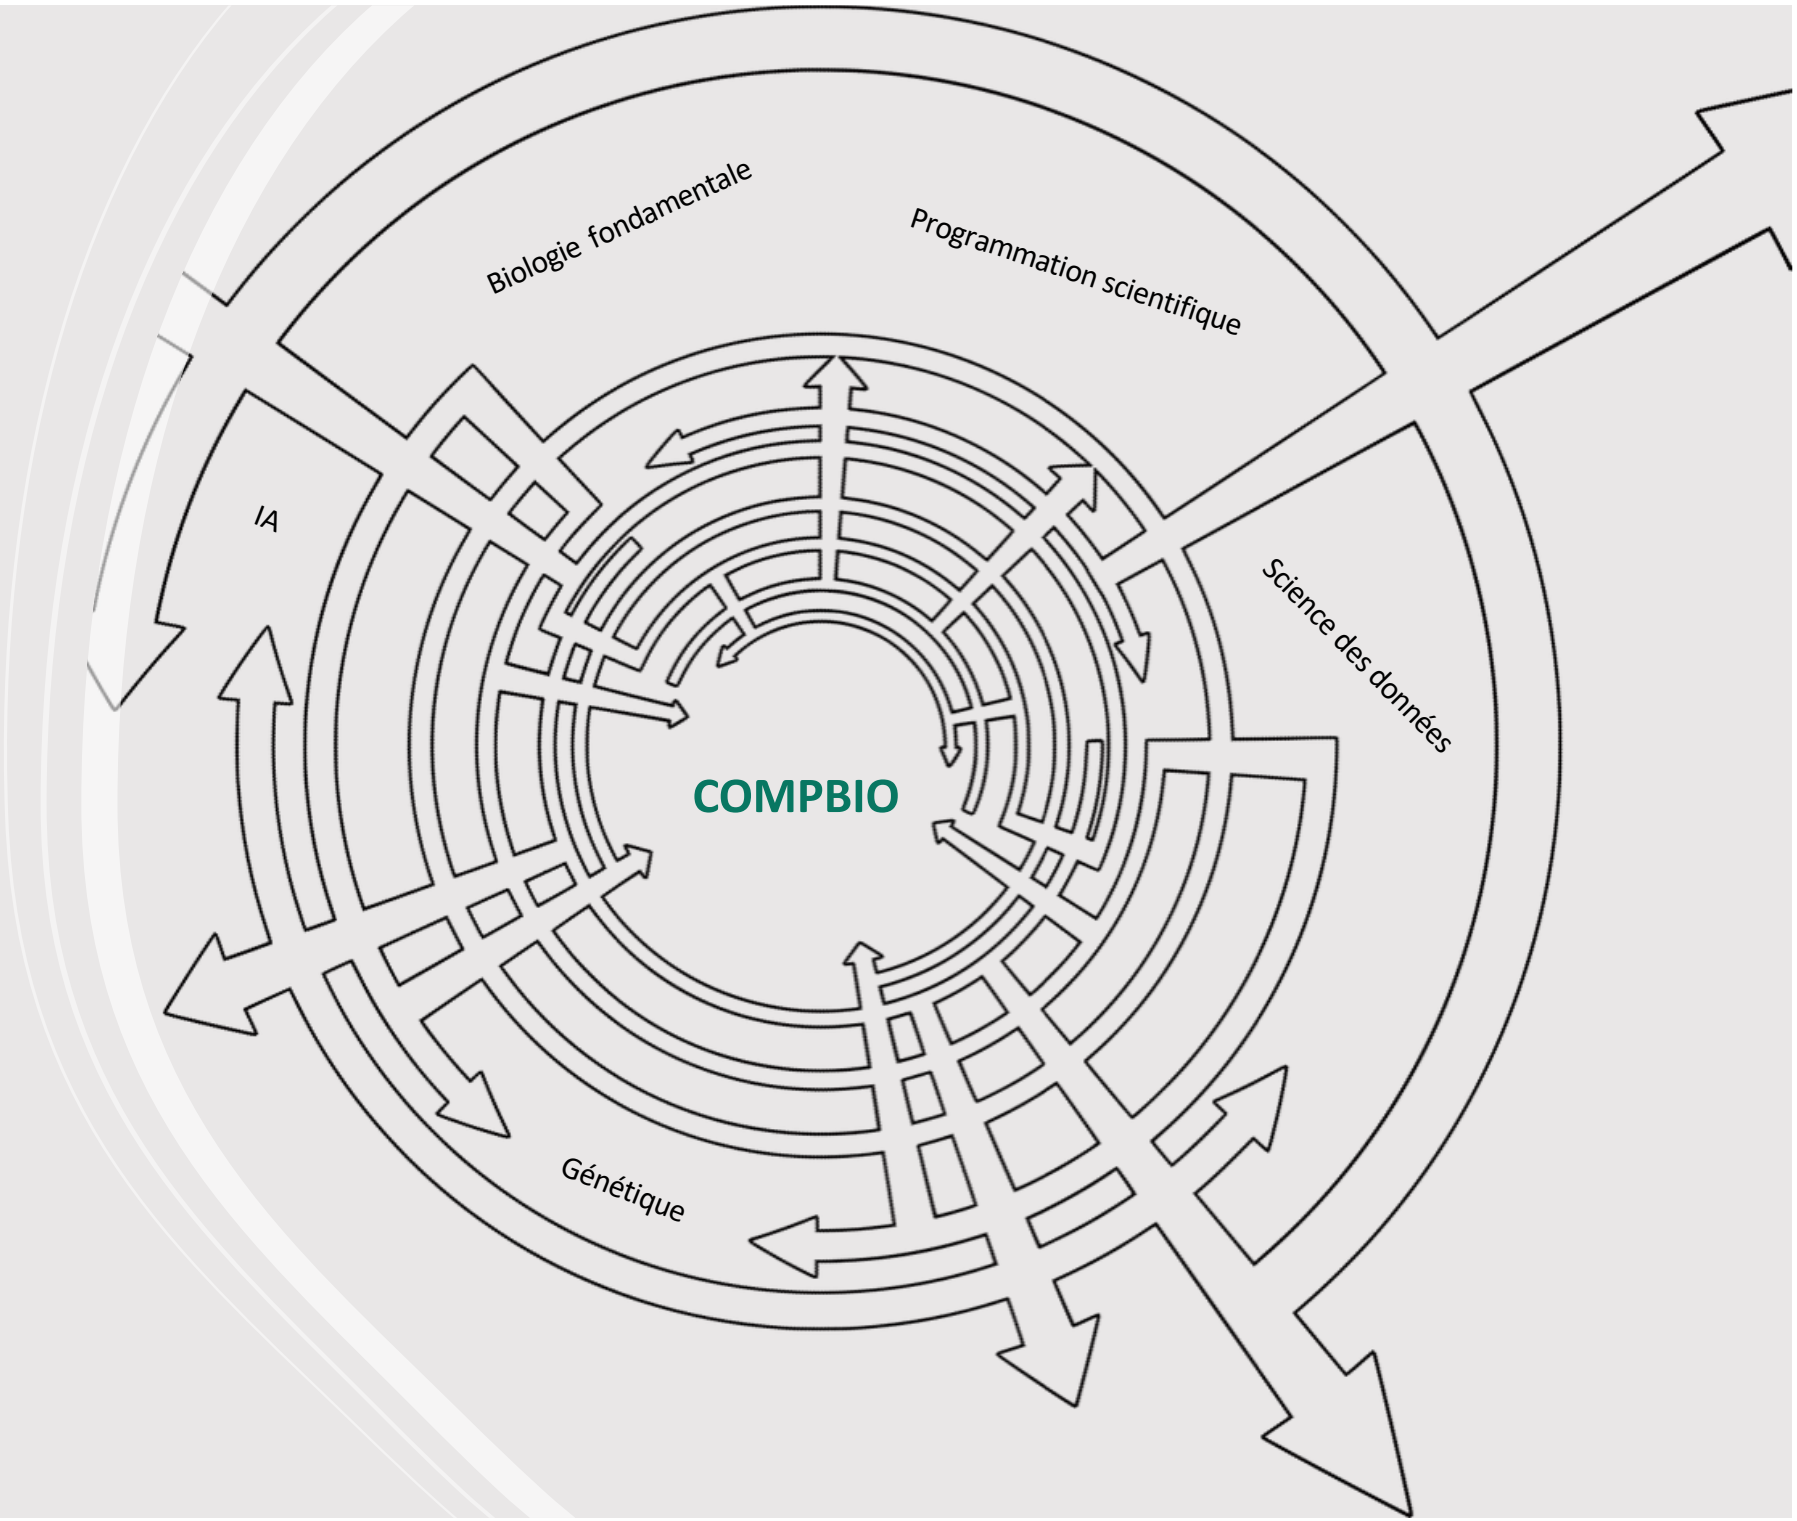 Biologie fondamentale
Programmation scientifique
IA
Science des données
COMPBIO
Génétique